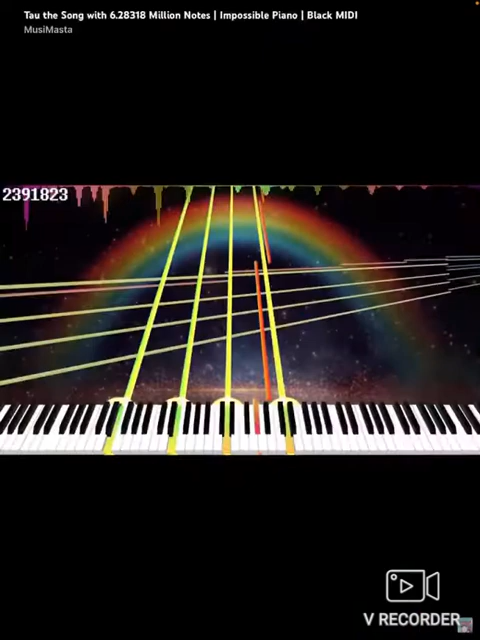 Tau the Song with 6.28318 Million Notes | Impossible Piano | Black MIDI
MusiMasta
2391823
V RECORDER